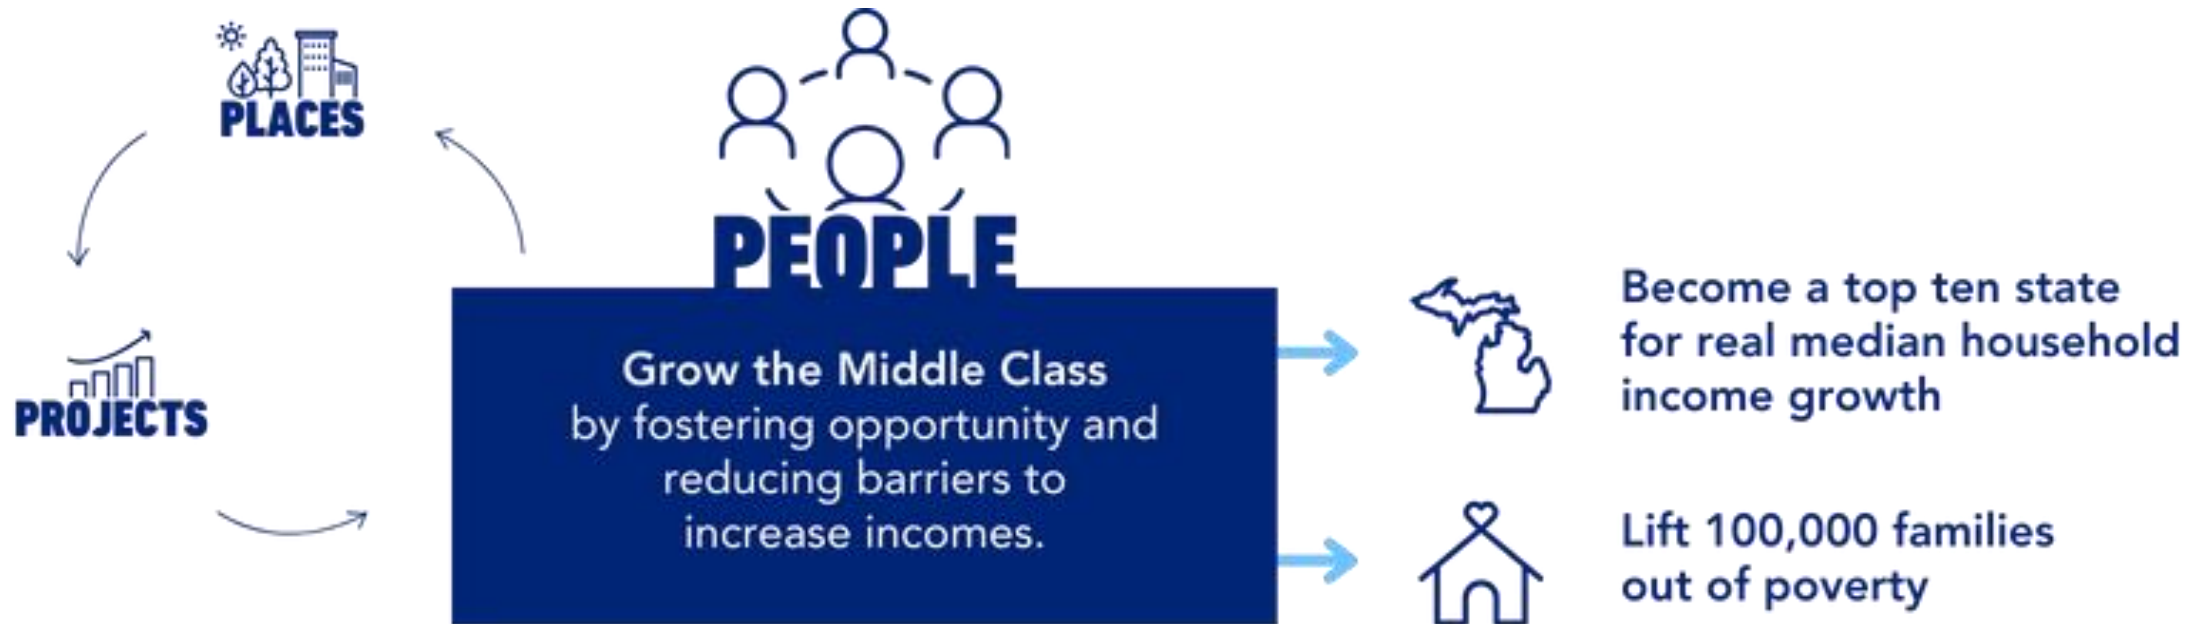 PLACES
PROJECTS
PEOPLE
Grow the Middle Class
by fostering opportunity and
reducing barriers to
increase incomes.
Become a top ten state
for real median household
income growth
Lift 100,000 families
out of poverty